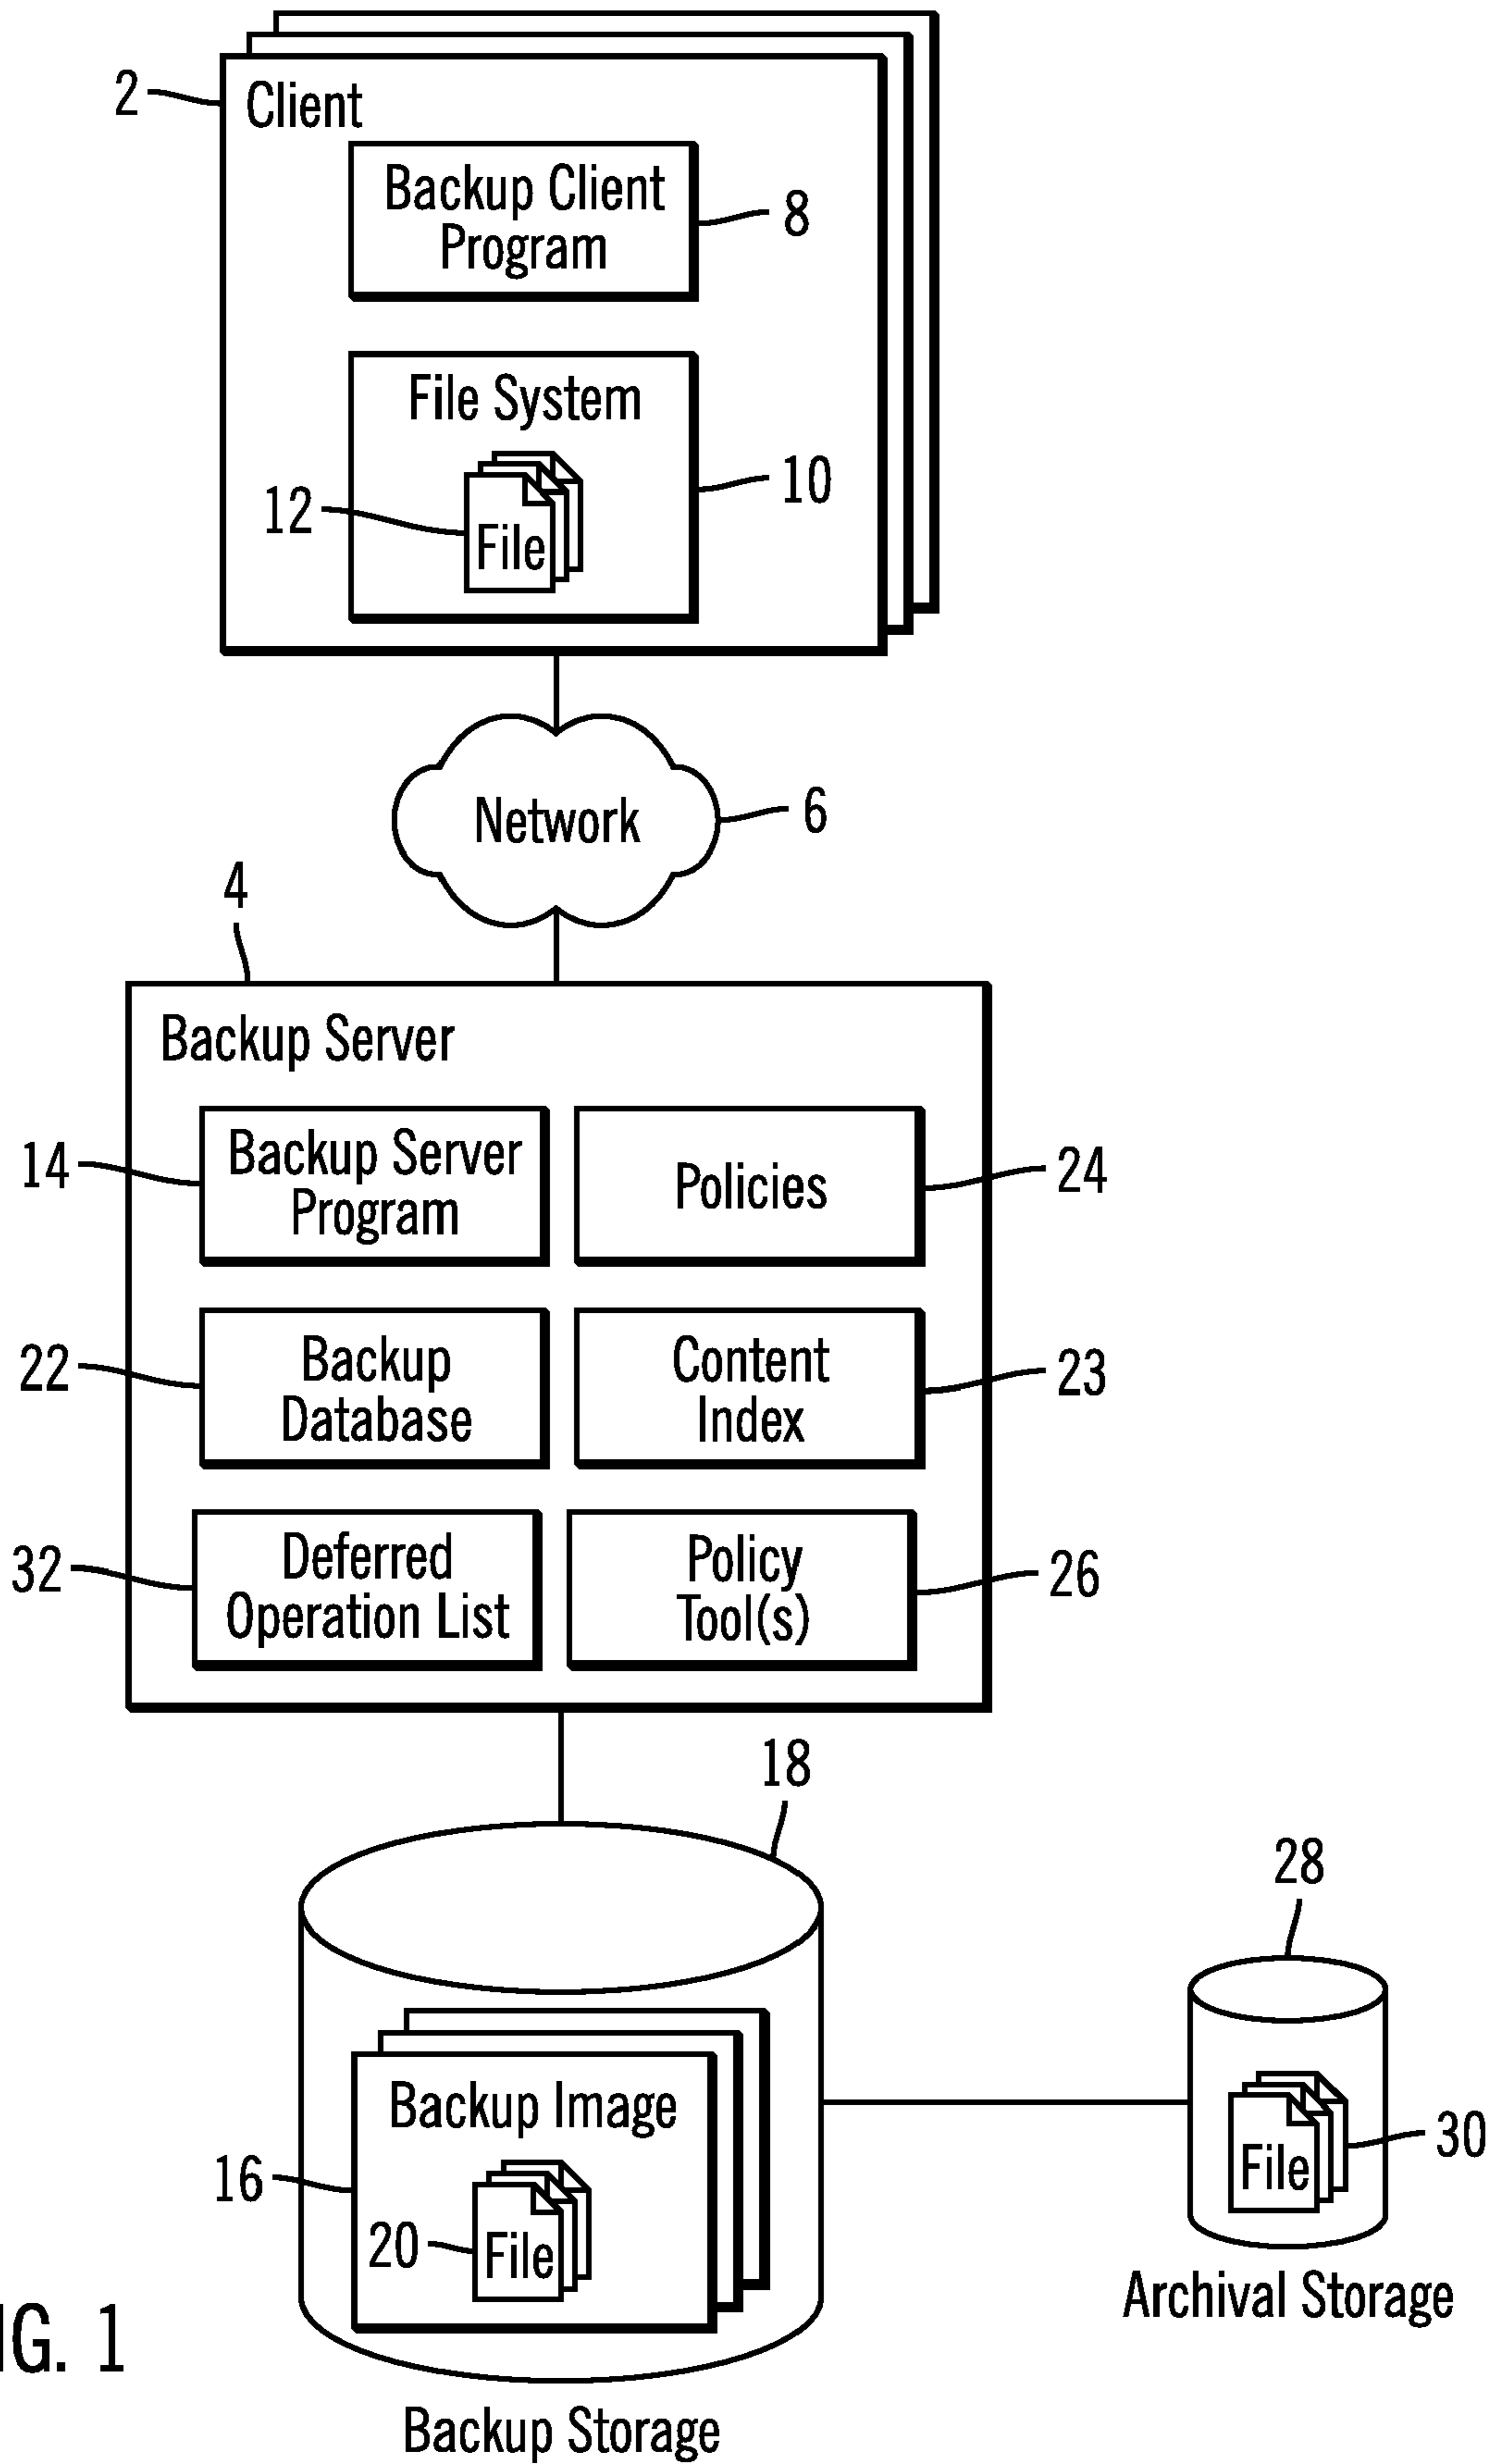 2
Client
Backup Client
Program
8
File System
10
12
File
Network
6
4
Backup Server
14
Backup Server
Program
Policies
24
22
Backup
Database
Content
Index
23
32
Deferred
Operation List
Policy
Tool(s)
26
18
28
Backup Image
16
20
File
File
30
Archival Storage
IG. 1
Backup Storage